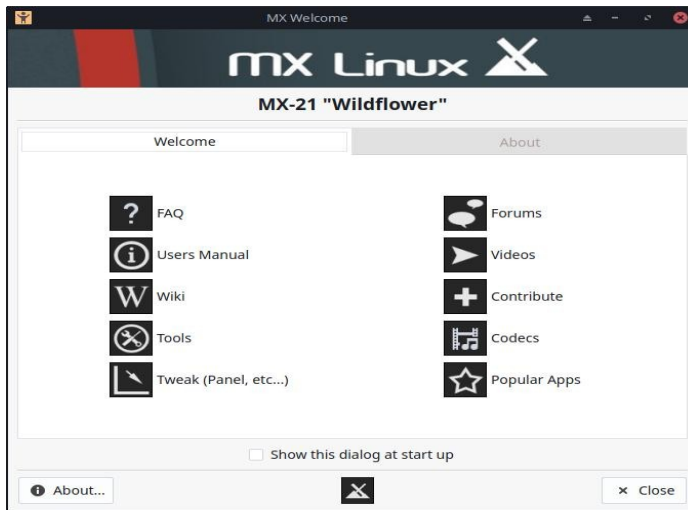 MX Welcome
MX Linux
MX-21 "Wildflower"
Welcome
About
? FAQ
Users Manual
W Wiki
Tools
Tweak (Panel, etc...)
Forums
Videos
Contribute
Codecs
Popular Apps
Show this dialog at start up
About...
Close